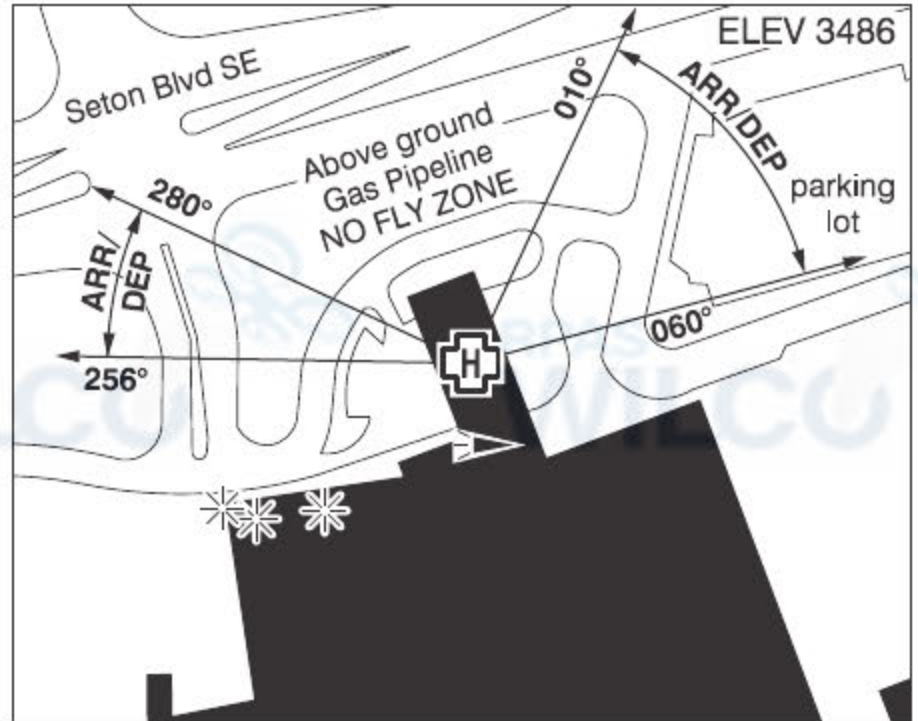 ELEV 3486
Seton Blvd SE
010°
ARR/DEP
Above ground
Gas Pipeline
NO FLY ZONE
parking
lot
280°
ARR/
DEP
060°
256°
H
WILCO